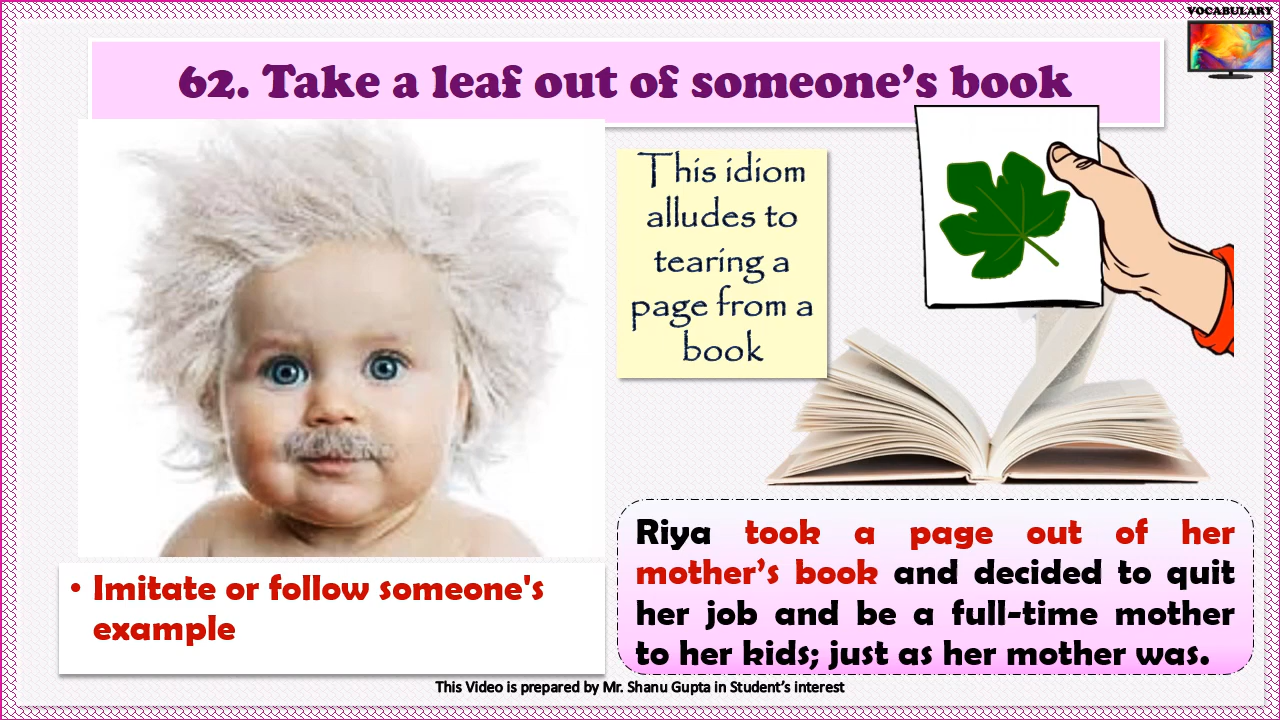 VOCABULARY
62. Take a leaf out of someone’s book
This idiom
alludes to
tearing a
page from a
book
• Imitate or follow someone's
example
Riya took a page out of her
mother’s book and decided to quit
her job and be a full-time mother
to her kids; just as her mother was.
This Video is prepared by Mr. Shanu Gupta in Student’s interest